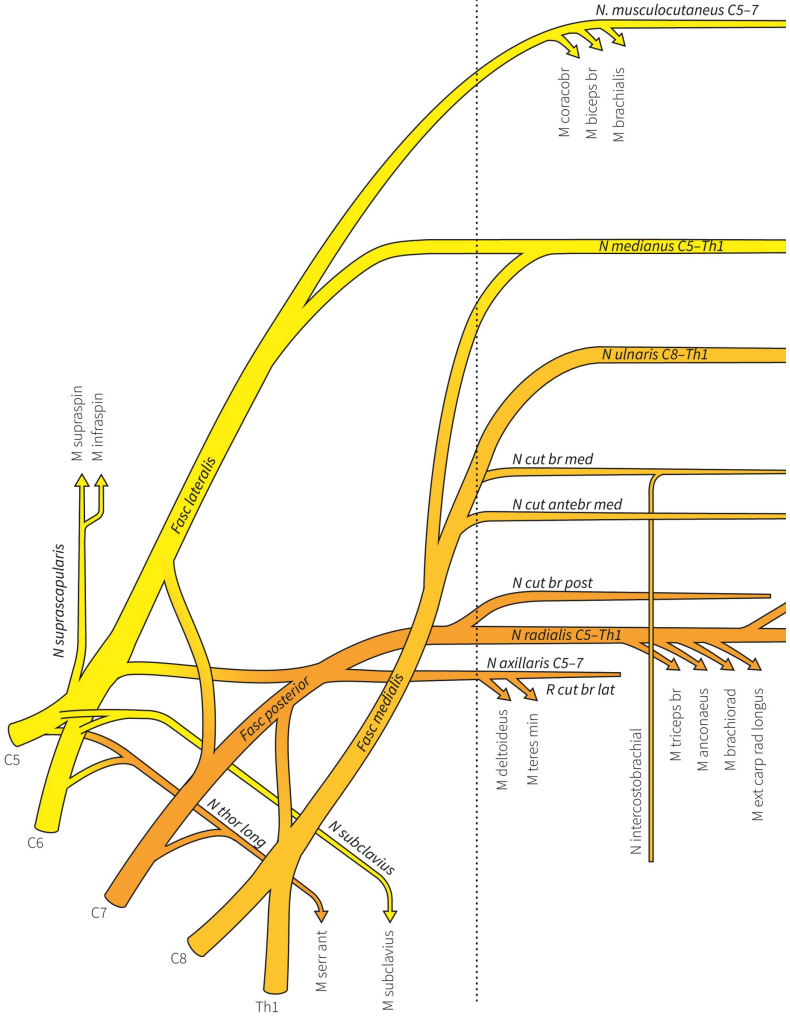 N. musculocutaneus C5–7
M coracobr
M biceps br
M brachialis
N medianus C5–Th1
N ulnaris C8–Th1
M supraspin
M infraspin
N suprascapularis
Fasc lateralis
N cut br med
N cut antebr med
N cut br post
N radialis C5–Th1
N axillaris C5–7
R cut br lat
Fasc posterior
Fasc medialis
M deltoideus
M teres min
N intercostobrachial
M triceps br
M anconaeus
M brachiorad
M ext carp rad longus
C5
C6
N thor long
N subclavius
C7
C8
Th1
M serr ant
M subclavius